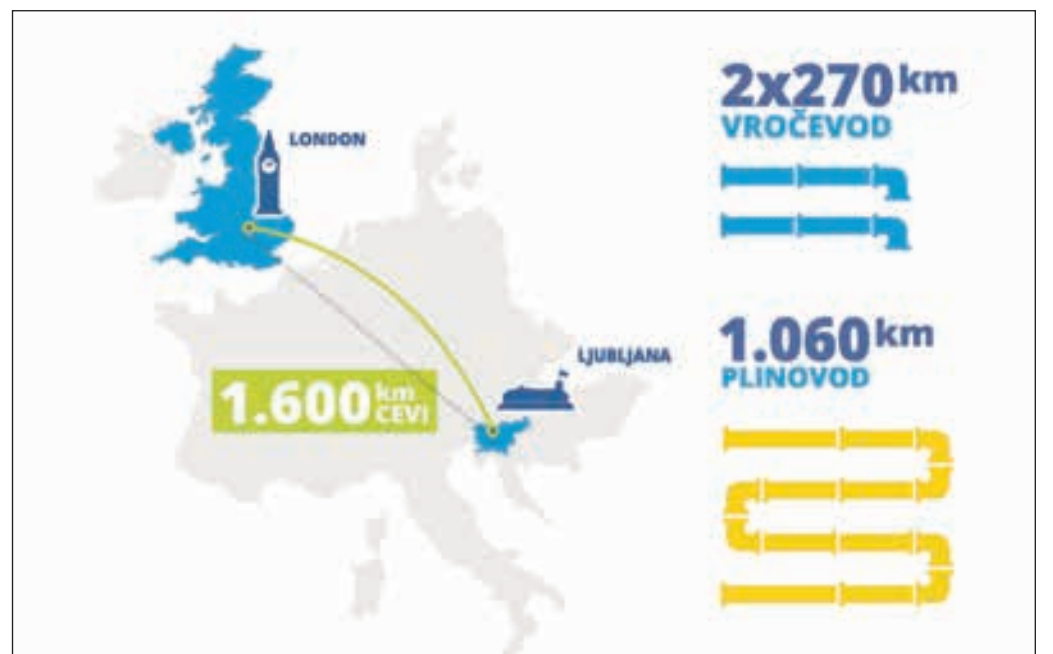 LONDON
LJUBLJANA
1.600 km
CEVI
2x270 km
VROČEVOD
1.060 km
PLINOVOD